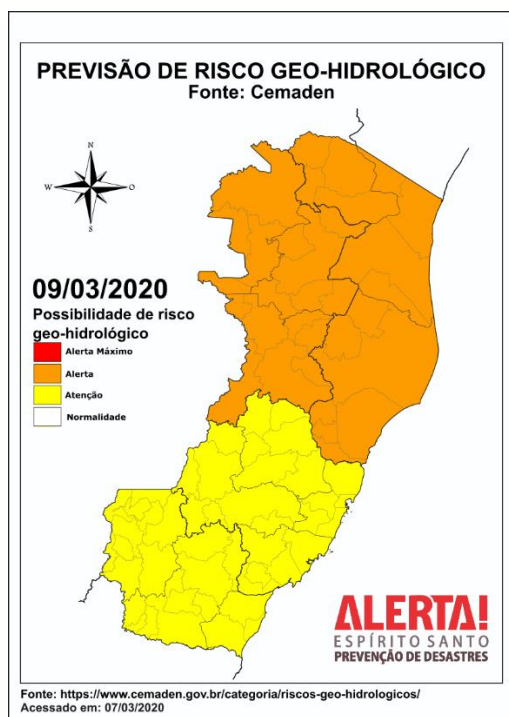 PREVISÃO DE RISCO GEO-HIDROLÓGICO
Fonte: Cemaden
N
W
O
S
09/03/2020
Possibilidade de risco
geo-hidrológico
Alerta Máximo
Alerta
Atenção
Normalidade
ALERTA!
ESPÍRITO SANTO
PREVENÇÃO DE DESASTRES
Fonte: https://www.cemaden.gov.br/categoria/riscos-geo-hidrologicos/
Acessado em: 07/03/2020